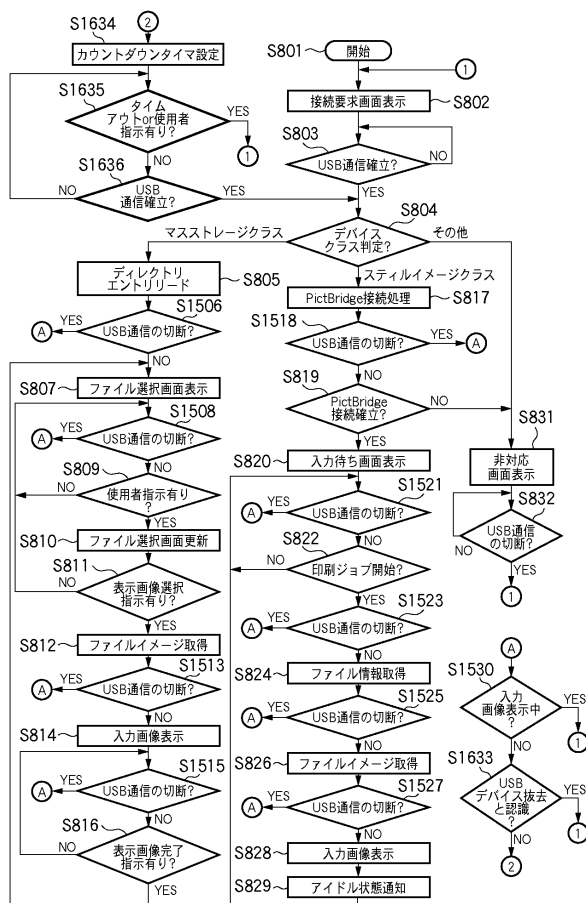 2
S1634
カウントダウンタイマ設定
S1635
タイム
アウトor使用者
指示有り?
YES
1
NO
S1636
USB
通信確立?
NO
YES
S801
開始
1
接続要求画面表示
S802
S803
USB通信確立?
NO
YES
S804
デバイス
クラス判定?
マスストレージクラス
その他
スティルイメージクラス
ディレクトリ
エントリリード
S805
S1506
USB通信の切断?
YES
A
NO
S807
ファイル選択画面表示
S1508
USB通信の切断?
YES
A
NO
S809
使用者指示有り
?
NO
YES
S810
ファイル選択画面更新
S811
表示画像選択
指示有り?
NO
YES
S812
ファイルイメージ取得
S1513
USB通信の切断?
YES
A
NO
S814
入力画像表示
S1515
USB通信の切断?
YES
A
NO
S816
表示画像完了
指示有り?
NO
YES
PictBridge接続処理
S817
S1518
USB通信の切断?
YES
A
NO
S819
PictBridge
接続確立?
NO
YES
S820
入力待ち画面表示
S1521
USB通信の切断?
YES
A
NO
S822
印刷ジョブ開始?
NO
YES
S1523
USB通信の切断?
YES
A
NO
S824
ファイル情報取得
S1525
USB通信の切断?
YES
A
NO
S826
ファイルイメージ取得
S1527
USB通信の切断?
YES
A
NO
S828
入力画像表示
S829
アイドル状態通知
S831
非対応
画面表示
S832
USB通信
の切断?
NO
YES
1
A
S1530
入力
画像表示中
?
YES
1
NO
S1633
USB
デバイス抜去
と認識
?
YES
1
NO
2